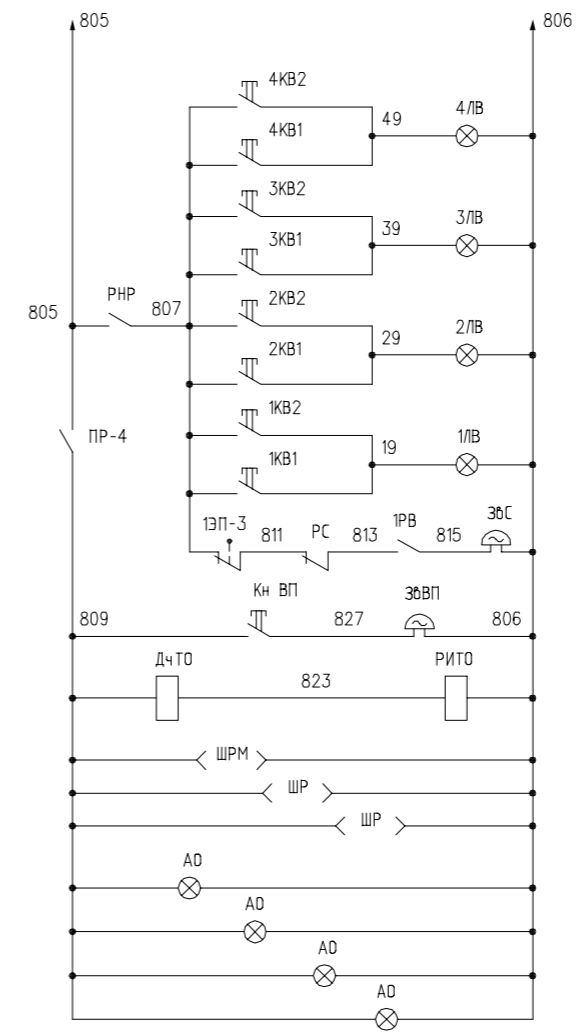 805 806
4КВ2
49 4ЛВ
4КВ1
3КВ2
39 3ЛВ
3КВ1
РНР
805 807 2КВ2
29 2ЛВ
2КВ1
1КВ2
ПР-4
19 1ЛВ
1КВ1
1ЭП-3 811 РС 813 1РВ 815 ЗвС
Кн ВП ЗвВП
809 827 806
ДчТО 823 РИТО
ШРМ
ШР
ШР
АО
АО
АО
АО